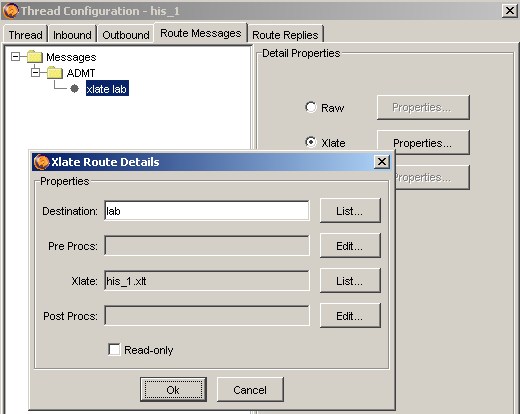 Thread Configuration - his_1
Thread Inbound Outbound Route Messages Route Replies
Messages
ADMT
xlate lab
Detail Properties
Raw Properties...
Xlate Properties...
Properties...
Xlate Route Details
Properties
Destination: lab List...
Pre Procs: Edit...
Xlate: his_1.xlt List...
Post Procs: Edit...
Read-only
Ok Cancel